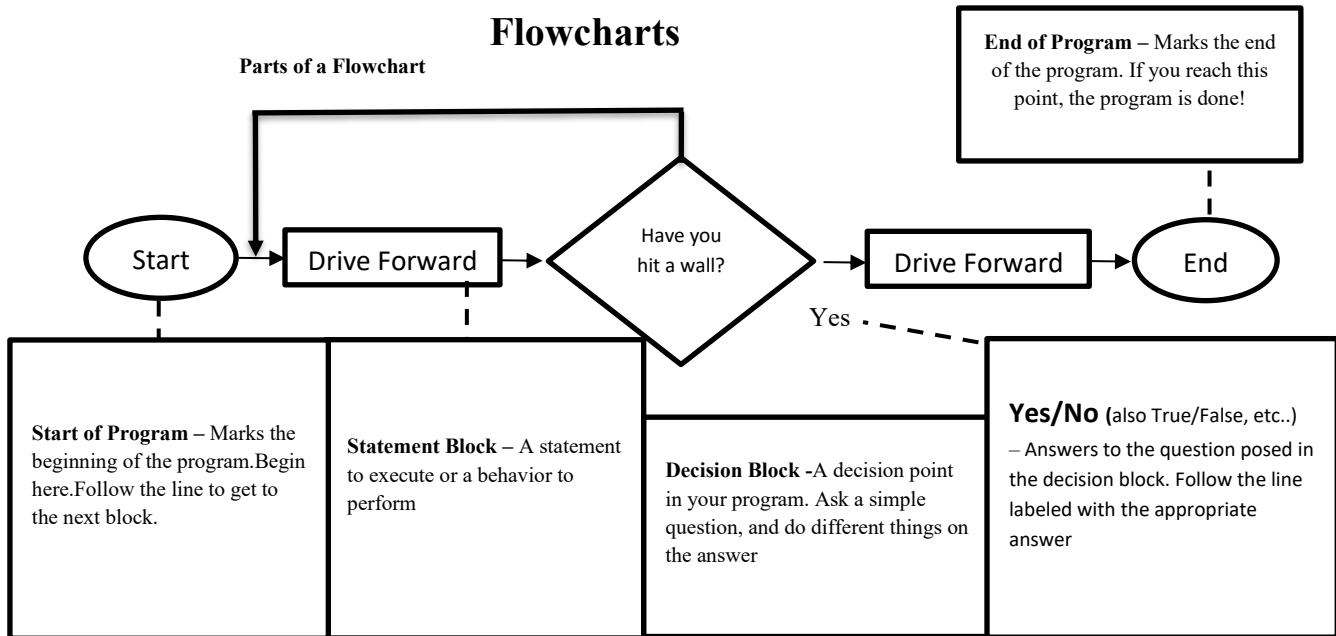 Flowcharts
Parts of a Flowchart
End of Program – Marks the end
of the program. If you reach this
point, the program is done!
Start
Drive Forward
Have you
hit a wall?
Drive Forward
End
Yes
Start of Program – Marks the
beginning of the program.Begin
here.Follow the line to get to
the next block.
Statement Block – A statement
to execute or a behavior to
perform
Decision Block -A decision point
in your program. Ask a simple
question, and do different things on
the answer
Yes/No (also True/False, etc..)
– Answers to the question posed in
the decision block. Follow the line
labeled with the appropriate
answer